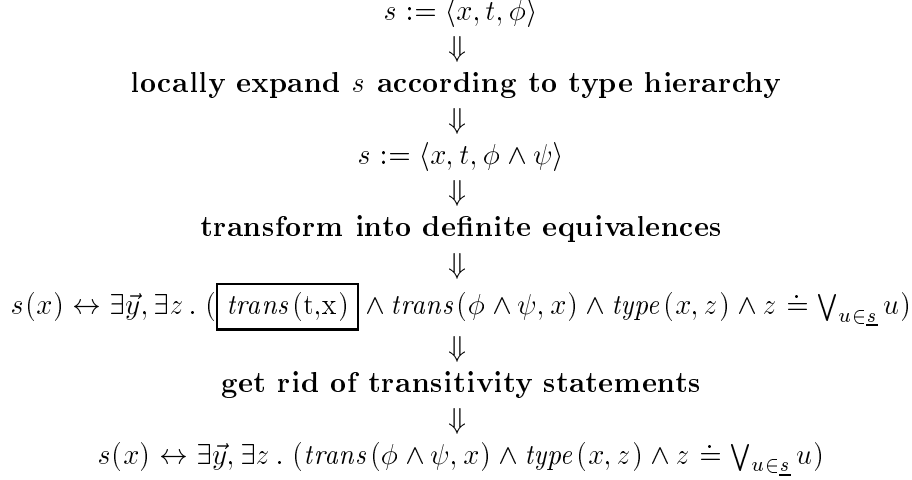 s := ⟨x, t, ϕ⟩
⇓
locally expand s according to type hierarchy
⇓
s := ⟨x, t, ϕ ∧ ψ⟩
⇓
transform into definite equivalences
⇓
s(x) ↔ ∃y⃗, ∃z . ( trans(t,x) ∧ trans(ϕ ∧ ψ, x) ∧ type(x, z) ∧ z ≐ ⋁_{u∈s̲} u)
⇓
get rid of transitivity statements
⇓
s(x) ↔ ∃y⃗, ∃z . (trans(ϕ ∧ ψ, x) ∧ type(x, z) ∧ z ≐ ⋁_{u∈s̲} u)